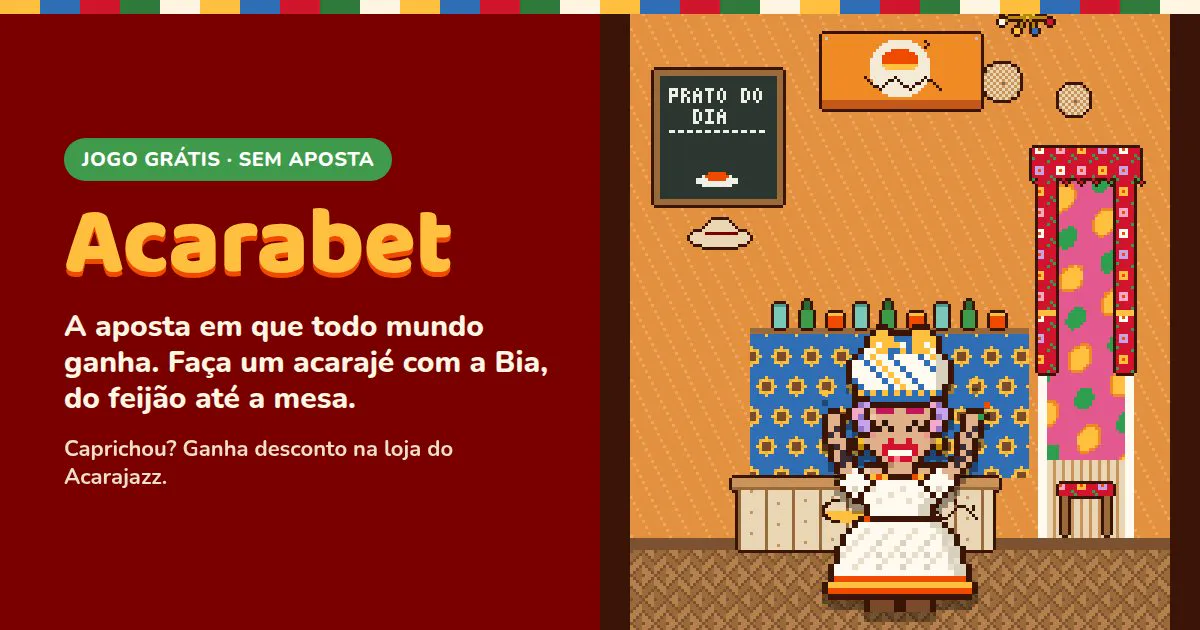 JOGO GRÁTIS · SEM APOSTA
Acarabet
A aposta em que todo mundo
ganha. Faça um acarajé com a Bia,
do feijão até a mesa.
Caprichou? Ganha desconto na loja do
Acarajazz.
PRATO DO
DIA